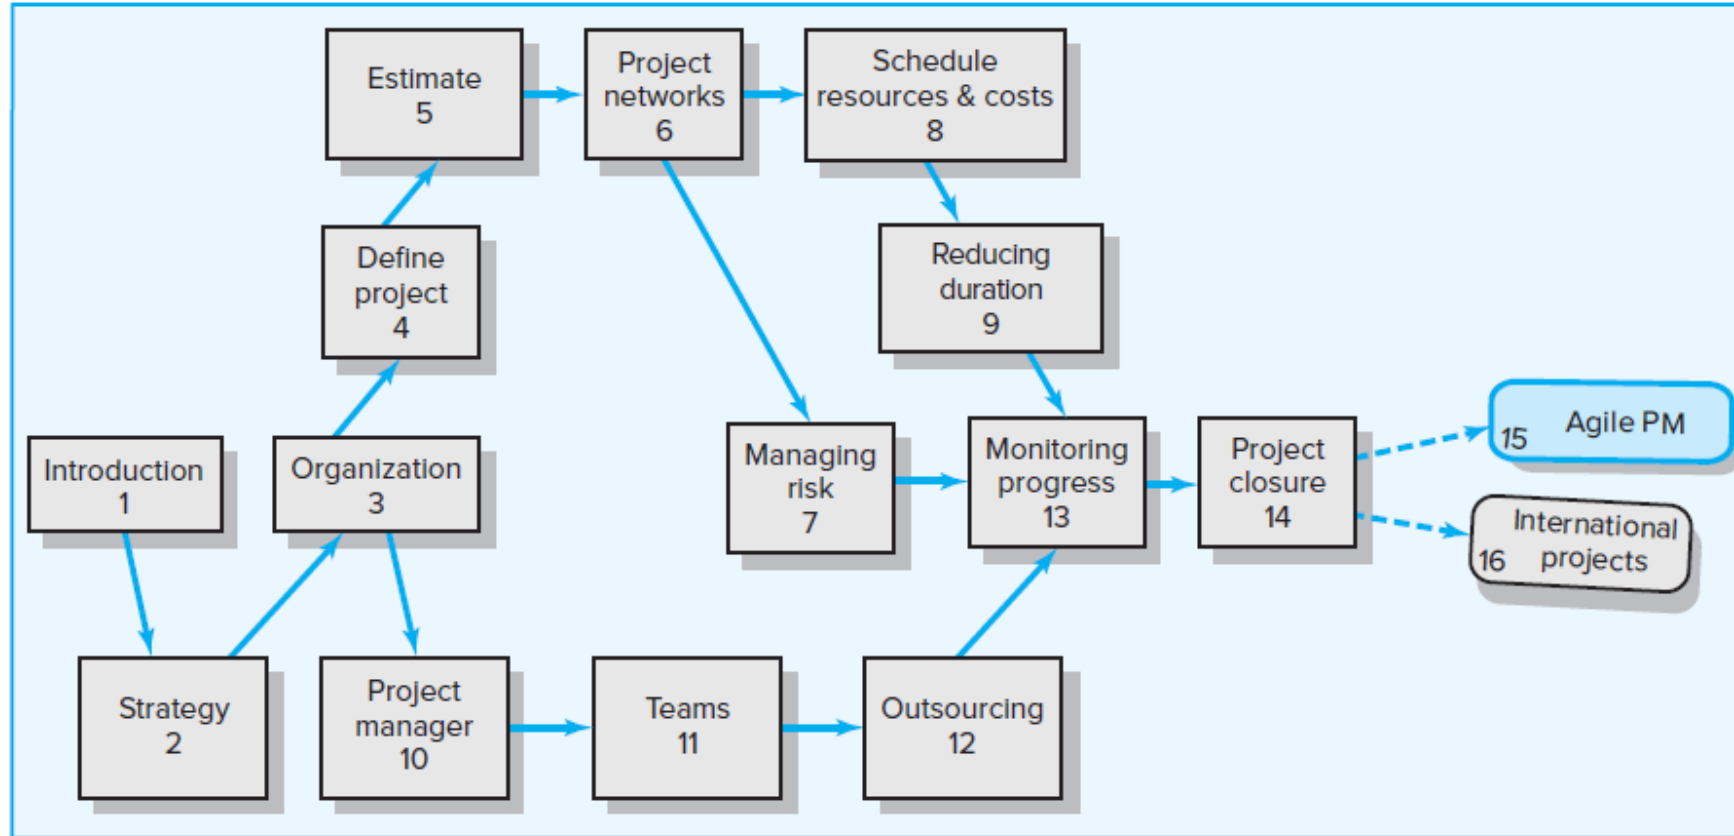 Estimate
5
Project
networks
6
Schedule
resources & costs
8
Define
project
4
Reducing
duration
9
Introduction
1
Organization
3
Managing
risk
7
Monitoring
progress
13
Project
closure
14
15 Agile PM
International
16 projects
Strategy
2
Project
manager
10
Teams
11
Outsourcing
12